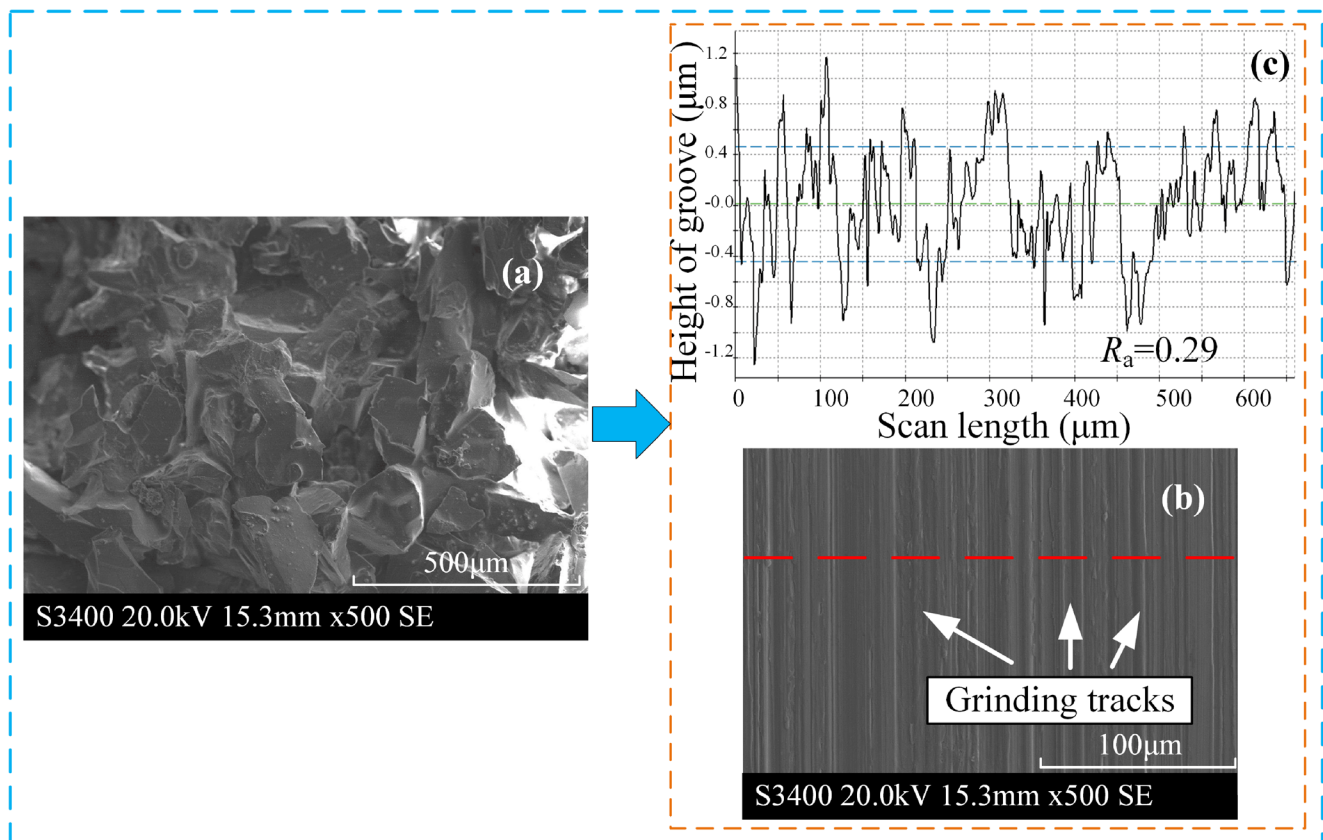 (a)
500μm
S3400 20.0kV 15.3mm x500 SE
Height of groove (μm )
1.2
0.8
0.4
-0.0
-0.4
-0.8
-1.2
(c)
Ra=0.29
0 100 200 300 400 500 600
Scan length (μm)
(b)
Grinding tracks
100μm
S3400 20.0kV 15.3mm x500 SE